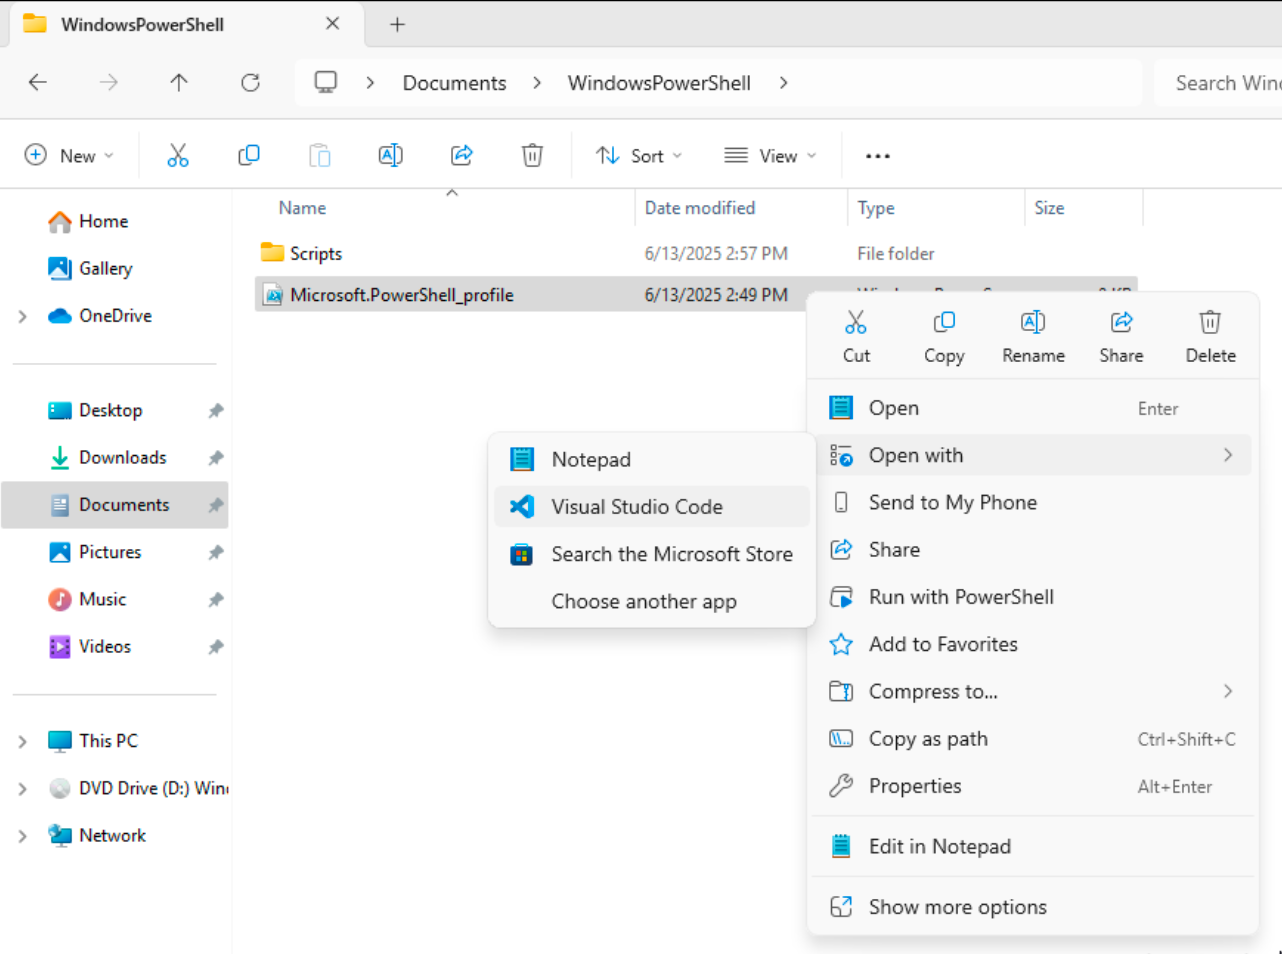 WindowsPowerShell
Documents WindowsPowerShell Search Win
New Sort View
Name Date modified Type Size
Home
Gallery
OneDrive
Desktop
Downloads
Documents
Pictures
Music
Videos
This PC
DVD Drive (D:) Win
Network
Scripts 6/13/2025 2:57 PM File folder
Microsoft.PowerShell_profile 6/13/2025 2:49 PM
Cut Copy Rename Share Delete
Open Enter
Open with
Send to My Phone
Share
Run with PowerShell
Add to Favorites
Compress to...
Copy as path Ctrl+Shift+C
Properties Alt+Enter
Edit in Notepad
Show more options
Notepad
Visual Studio Code
Search the Microsoft Store
Choose another app